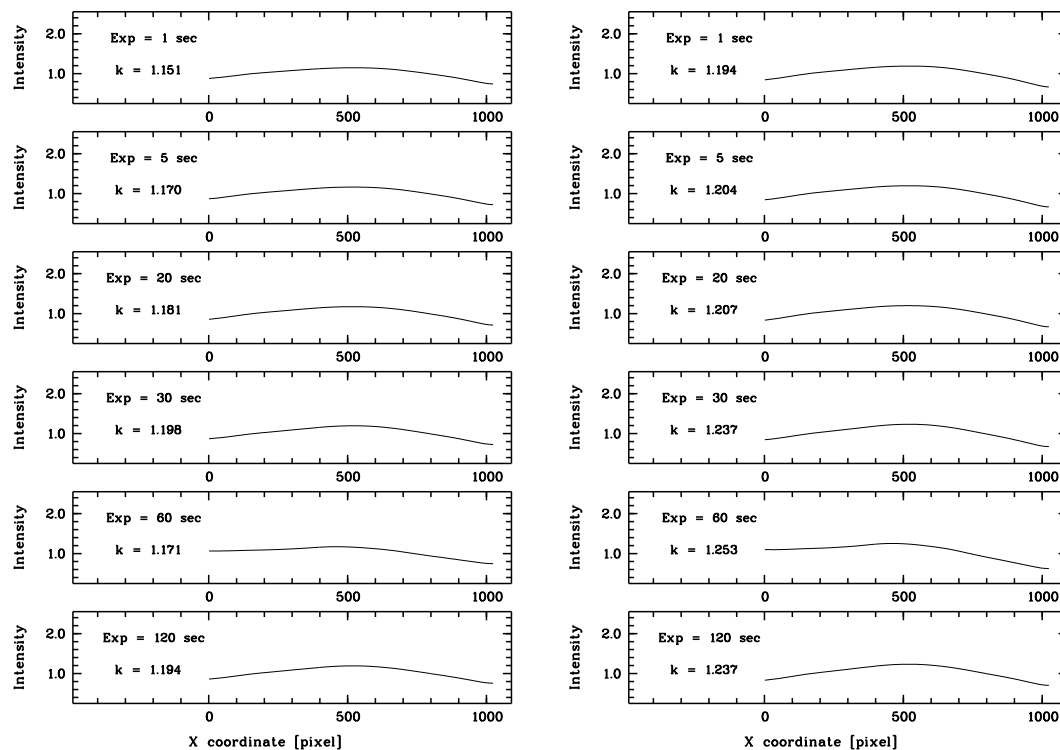 Intensity
2.0
1.0
Exp = 1 sec
k = 1.151
0 500 1000
Intensity
2.0
1.0
Exp = 1 sec
k = 1.194
0 500 1000
Intensity
2.0
1.0
Exp = 5 sec
k = 1.170
0 500 1000
Intensity
2.0
1.0
Exp = 5 sec
k = 1.204
0 500 1000
Intensity
2.0
1.0
Exp = 20 sec
k = 1.181
0 500 1000
Intensity
2.0
1.0
Exp = 20 sec
k = 1.207
0 500 1000
Intensity
2.0
1.0
Exp = 30 sec
k = 1.198
0 500 1000
Intensity
2.0
1.0
Exp = 30 sec
k = 1.237
0 500 1000
Intensity
2.0
1.0
Exp = 60 sec
k = 1.171
0 500 1000
Intensity
2.0
1.0
Exp = 60 sec
k = 1.253
0 500 1000
Intensity
2.0
1.0
Exp = 120 sec
k = 1.194
0 500 1000
X coordinate [pixel]
Intensity
2.0
1.0
Exp = 120 sec
k = 1.237
0 500 1000
X coordinate [pixel]